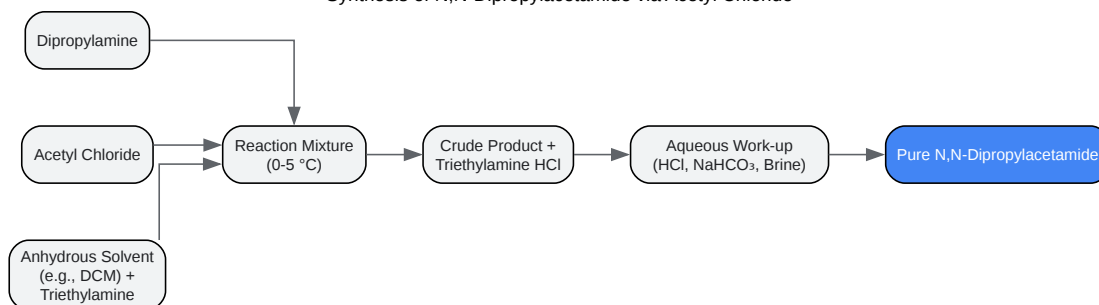 Synthesis of N,N-Dipropylacetamide via Acetyl Chloride
Dipropylamine
Acetyl Chloride
Reaction Mixture
(0-5 °C)
Crude Product +
Triethylamine HCl
Aqueous Work-up
(HCl, NaHCO₃, Brine)
Pure N,N-Dipropylacetamide
Anhydrous Solvent
(e.g., DCM) +
Triethylamine